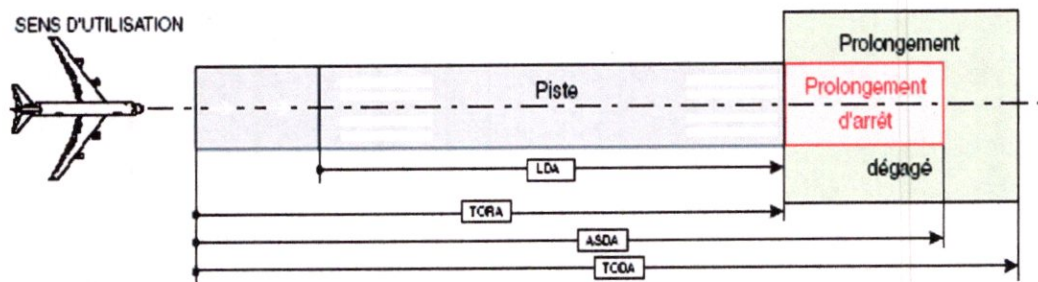 SENS D'UTILISATION
Prolongement
Piste
Prolongement
d'arrêt
dégagé
LDA
TORA
ASDA
TODA